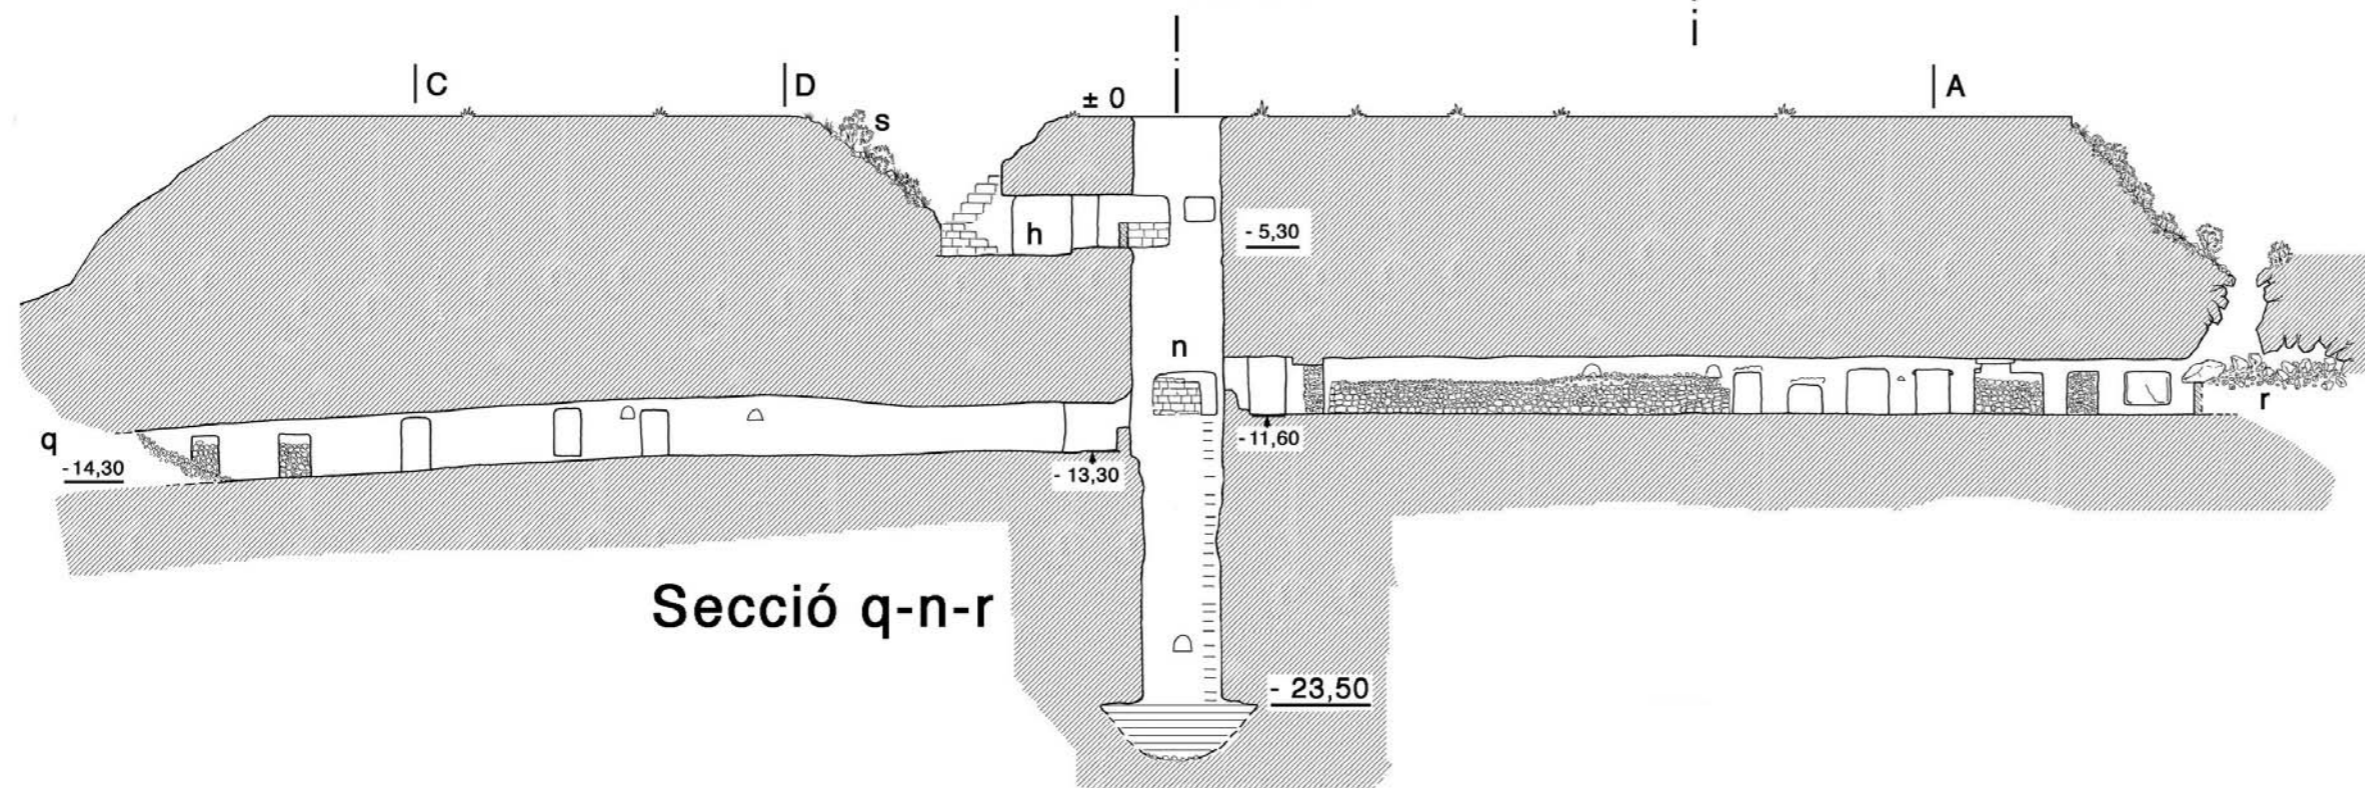 C
D
± 0
A
s
h
- 5,30
n
q
- 14,30
- 13,30
- 11,60
r
Secció q-n-r
- 23,50